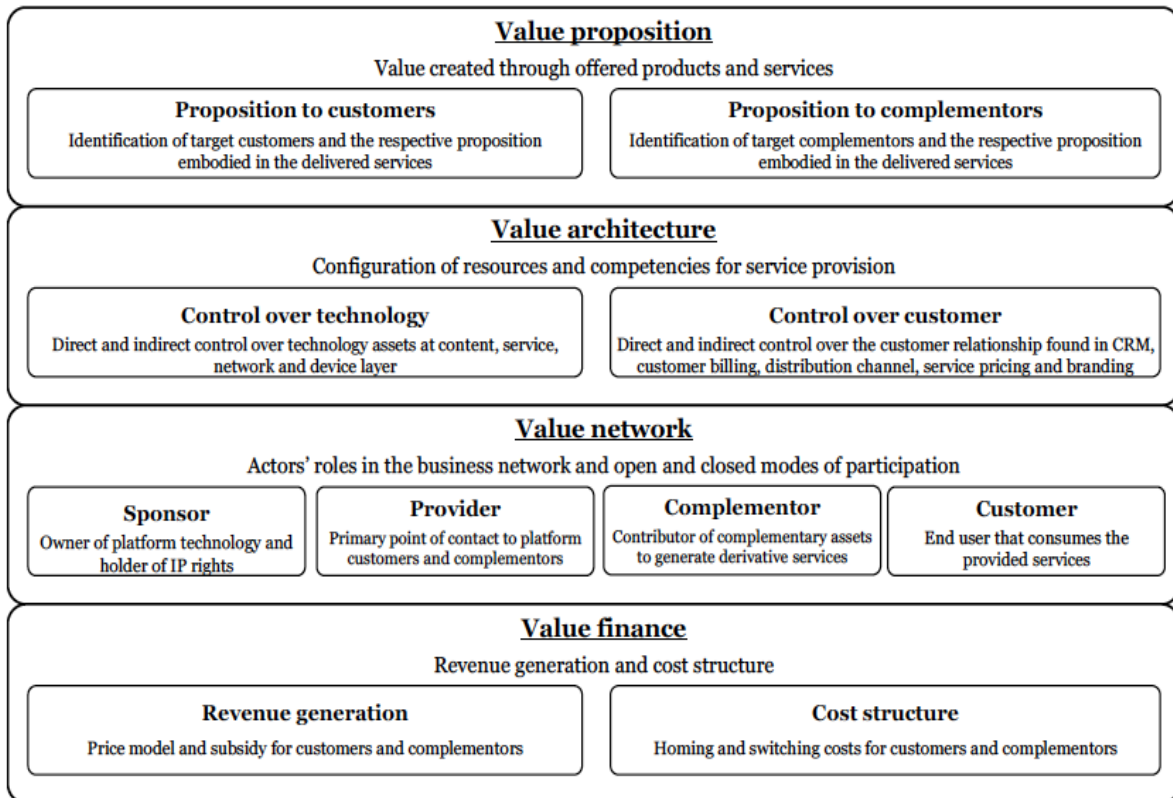 Value proposition
Value created through offered products and services
Proposition to customers
Identification of target customers and the respective proposition
embodied in the delivered services
Proposition to complementors
Identification of target complementors and the respective proposition
embodied in the delivered services
Value architecture
Configuration of resources and competencies for service provision
Control over technology
Direct and indirect control over technology assets at content, service,
network and device layer
Control over customer
Direct and indirect control over the customer relationship found in CRM,
customer billing, distribution channel, service pricing and branding
Value network
Actors' roles in the business network and open and closed modes of participation
Sponsor
Owner of platform technology and
holder of IP rights
Provider
Primary point of contact to platform
customers and complementors
Complementor
Contributor of complementary assets
to generate derivative services
Customer
End user that consumes the
provided services
Value finance
Revenue generation and cost structure
Revenue generation
Price model and subsidy for customers and complementors
Cost structure
Homing and switching costs for customers and complementors